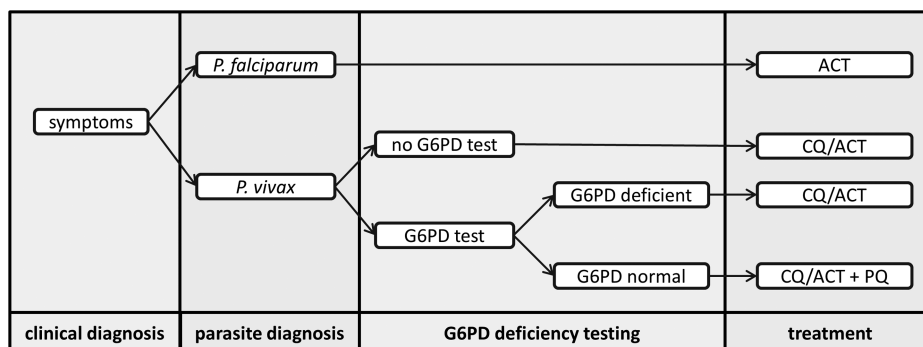 P. falciparum
ACT
symptoms
no G6PD test
CQ/ACT
P. vivax
G6PD deficient
CQ/ACT
G6PD test
G6PD normal
CQ/ACT + PQ
clinical diagnosis
parasite diagnosis
G6PD deficiency testing
treatment